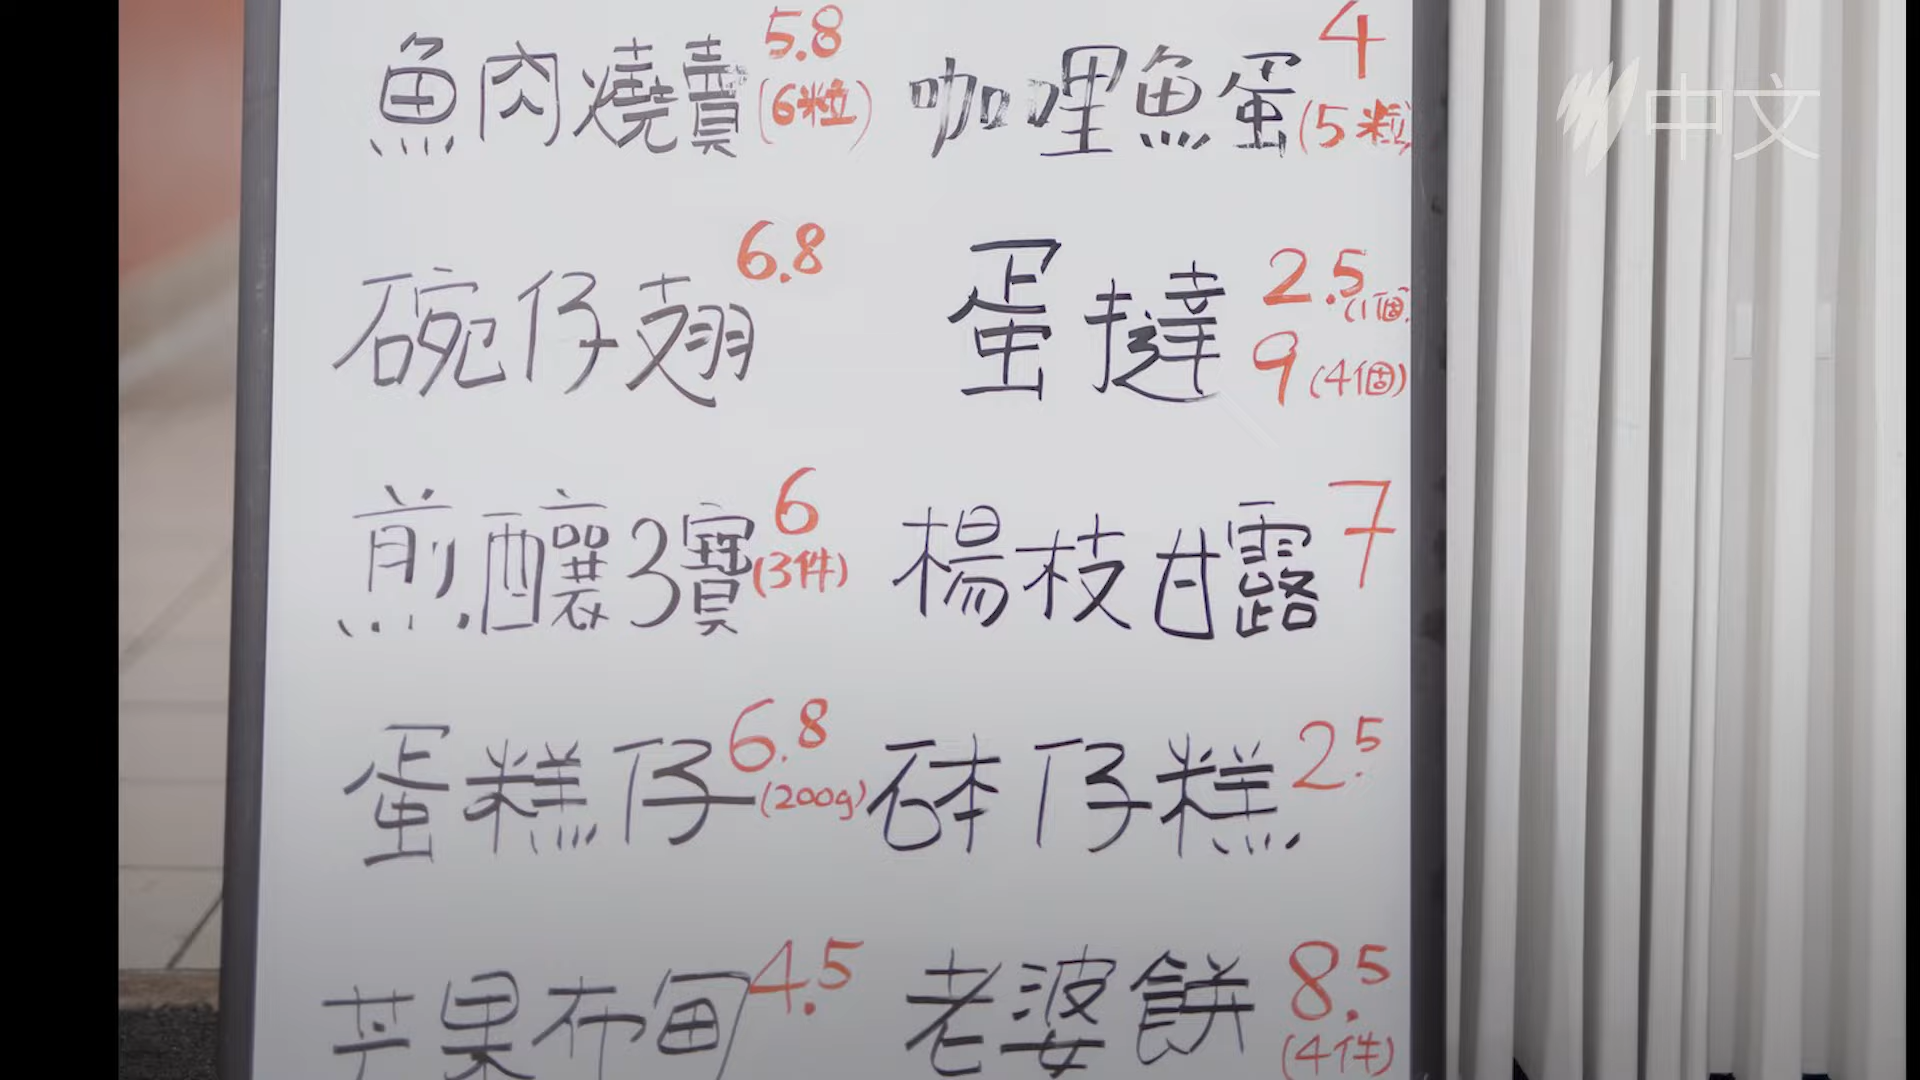 魚肉燒賣 5.8 (6粒) 咖喱魚蛋 4 (5粒)
碗仔翅 6.8 蛋撻 2.5 (1個)
9 (4個)
煎釀3寶 6 (3件) 楊枝甘露 7
蛋糕仔 6.8 (200g) 砵仔糕 2.5
苹果布甸 4.5 老婆餅 8.5 (4件)
中文